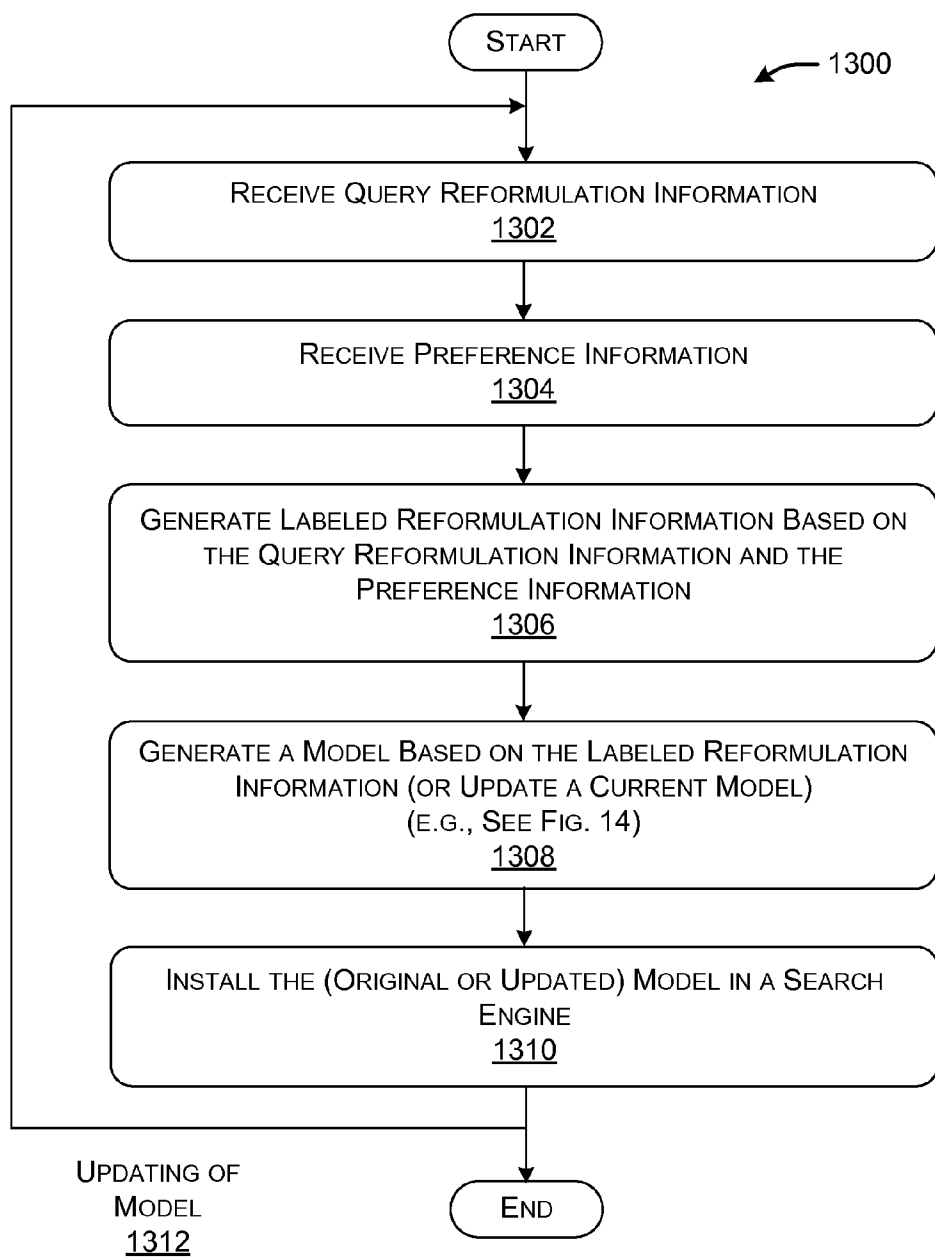 START
1300
RECEIVE QUERY REFORMULATION INFORMATION
1302
RECEIVE PREFERENCE INFORMATION
1304
GENERATE LABELED REFORMULATION INFORMATION BASED ON
THE QUERY REFORMULATION INFORMATION AND THE
PREFERENCE INFORMATION
1306
GENERATE A MODEL BASED ON THE LABELED REFORMULATION
INFORMATION (OR UPDATE A CURRENT MODEL)
(E.G., SEE FIG. 14)
1308
INSTALL THE (ORIGINAL OR UPDATED) MODEL IN A SEARCH
ENGINE
1310
UPDATING OF
MODEL
1312
END